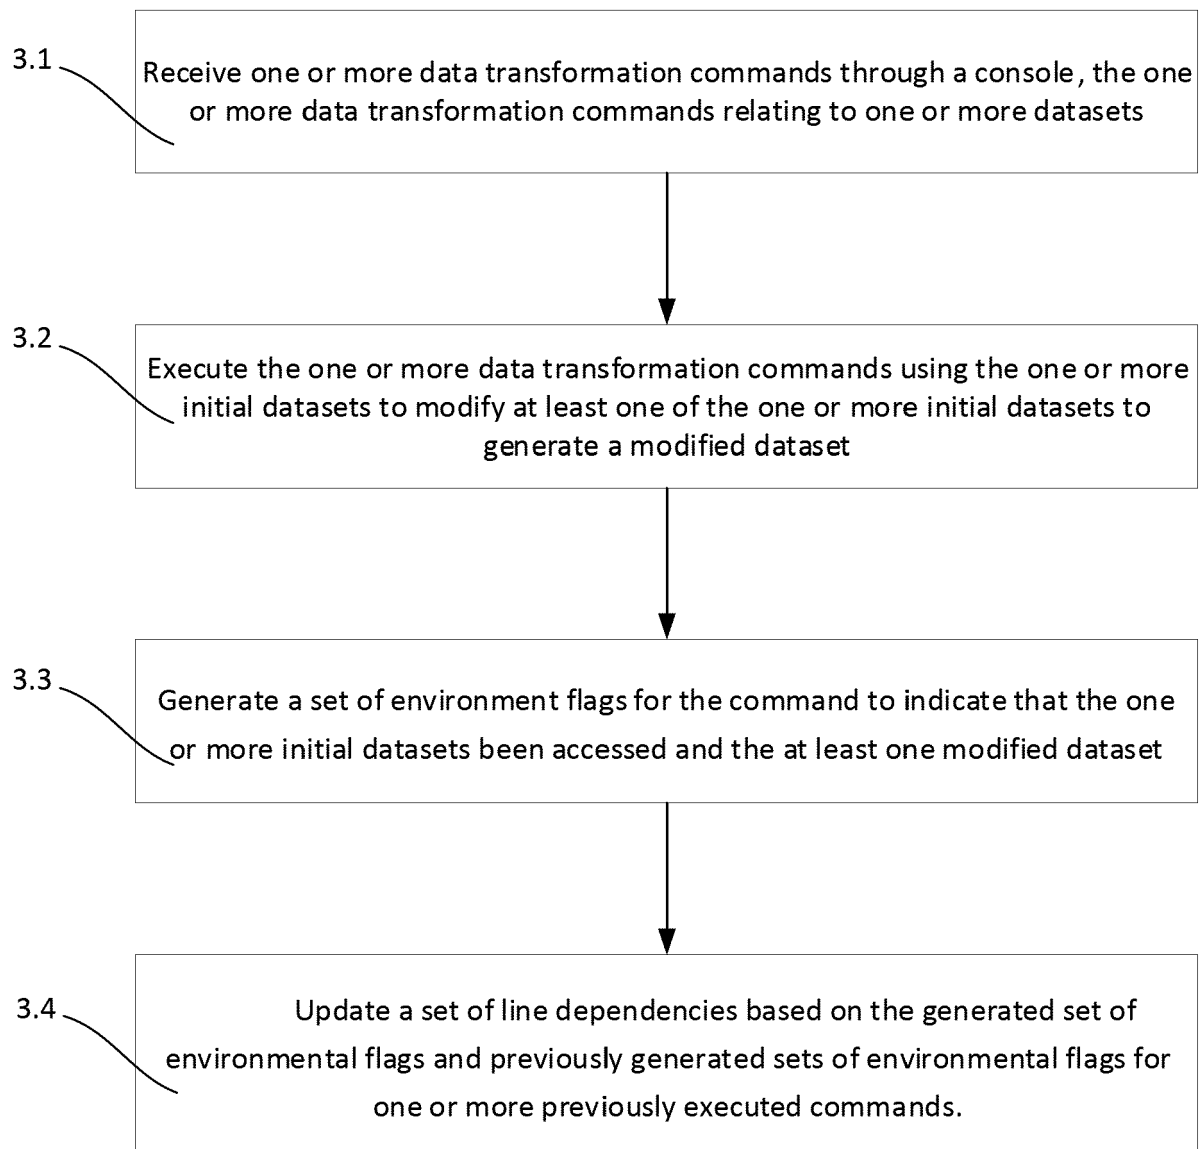 3.1
Receive one or more data transformation commands through a console, the one
or more data transformation commands relating to one or more datasets
3.2
Execute the one or more data transformation commands using the one or more
initial datasets to modify at least one of the one or more initial datasets to
generate a modified dataset
3.3
Generate a set of environment flags for the command to indicate that the one
or more initial datasets been accessed and the at least one modified dataset
3.4
Update a set of line dependencies based on the generated set of
environmental flags and previously generated sets of environmental flags for
one or more previously executed commands.